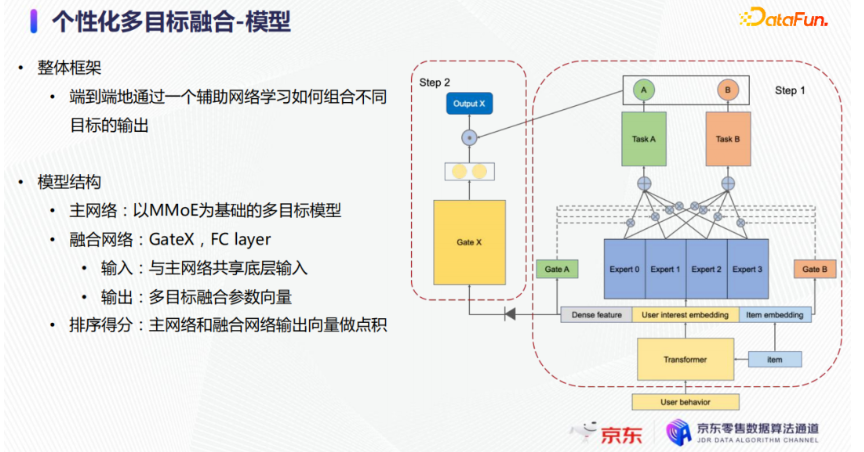 个性化多目标融合-模型
DataFun.
• 整体框架
• 端到端地通过一个辅助网络学习如何组合不同
目标的输出
• 模型结构
• 主网络：以MMoE为基础的多目标模型
• 融合网络：GateX，FC layer
• 输入：与主网络共享底层输入
• 输出：多目标融合参数向量
• 排序得分：主网络和融合网络输出向量做点积
Step 2
Output X
Gate X
Step 1
A
B
Task A
Task B
Gate A
Expert 0
Expert 1
Expert 2
Expert 3
Gate B
Dense feature
User interest embedding
Item embedding
Transformer
item
User behavior
京东
京东零售数据算法通道
JDR DATA ALGORITHM CHANNEL